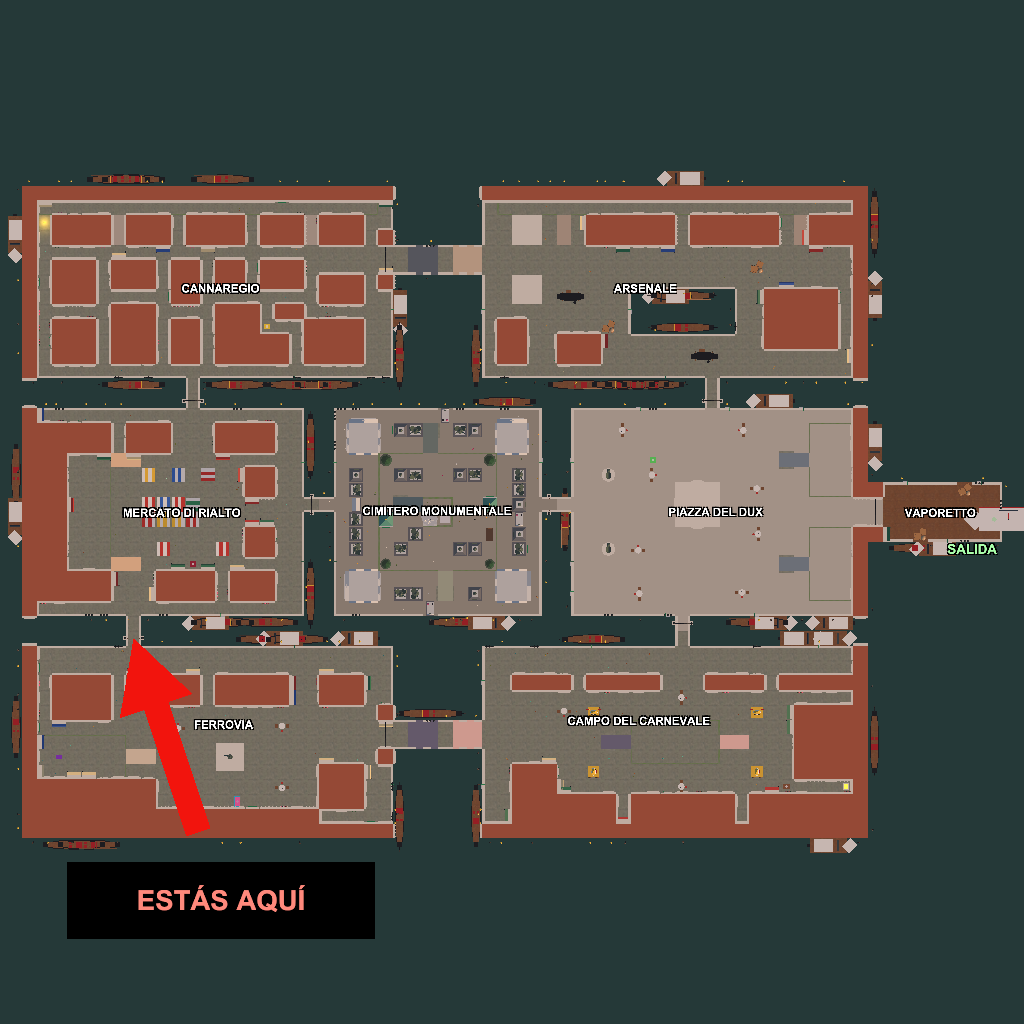 CANNAREGIO
ARSENALE
MERCATO DI RIALTO
CIMITERO MONUMENTALE
PIAZZA DEL DUX
VAPORETTO
SALIDA
FERROVIA
CAMPO DEL CARNEVALE
ESTÁS AQUÍ